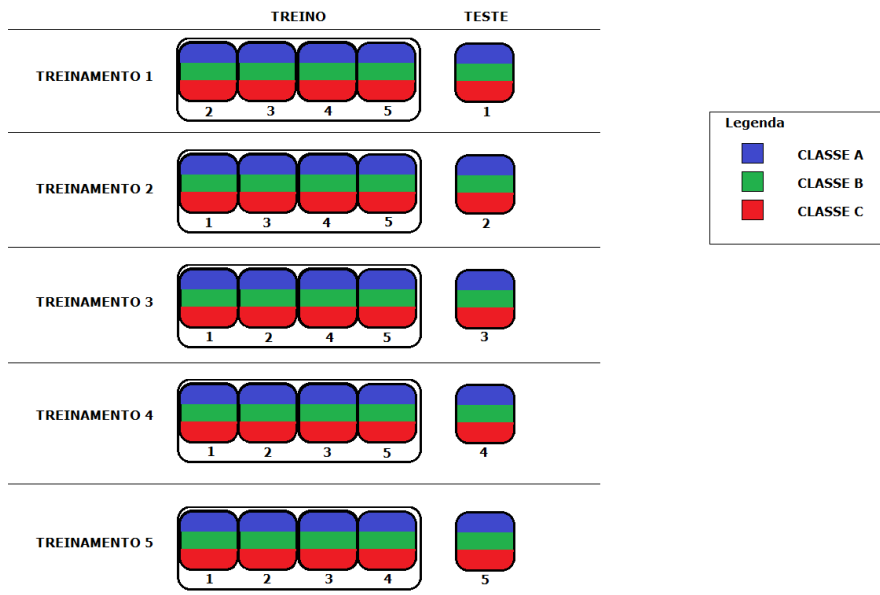 TREINO TESTE
TREINAMENTO 1
2 3 4 5 1
TREINAMENTO 2
1 3 4 5 2
TREINAMENTO 3
1 2 4 5 3
TREINAMENTO 4
1 2 3 5 4
TREINAMENTO 5
1 2 3 4 5
Legenda
CLASSE A
CLASSE B
CLASSE C